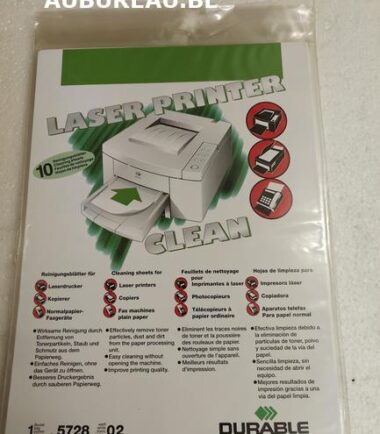 AUBUREAU.BE
LASER PRINTER
10
CLEAN
Reinigungsblätter für
Laserdrucker
Kopierer
Normalpapier-
Faxgeräte
Cleaning sheets for
Laser printers
Copiers
Fax machines
plain paper
Feuillets de nettoyage
pour
Imprimantes à laser
Photocopieurs
Télécopieurs à
papier ordinaire
Hojas de limpieza para
Impresora láser
Copiadora
Aparatos telefax
Para papel normal
• Wirksame Reinigung durch
Entfernung von
Tonerpartikeln, Staub und
Schmutz aus dem
Papierweg.
• Einfaches Reinigen, ohne
das Gerät zu öffnen.
• Besseres Druckergebnis
durch sauberen Papierweg.
• Effectively remove toner
particles, dust and dirt
from the paper processing
unit.
• Easy cleaning without
opening the machine.
• Improve printing quality.
• Eliminent les traces noires
de toner et la poussière
des rouleaux de papier.
• Nettoyage simple sans
ouverture de l'appareil.
• Meilleurs résultats
d'impression.
• Efectiva limpieza debido a
la eliminación de
partículas de toner, polvo
y suciedad de la vía del
papel.
• Sencilla limpieza, sin
necesidad de abrir el
equipo.
• Mejores resultados de
impresión gracias a una
vía del papel limpia.
1
5728
02
DURABLE